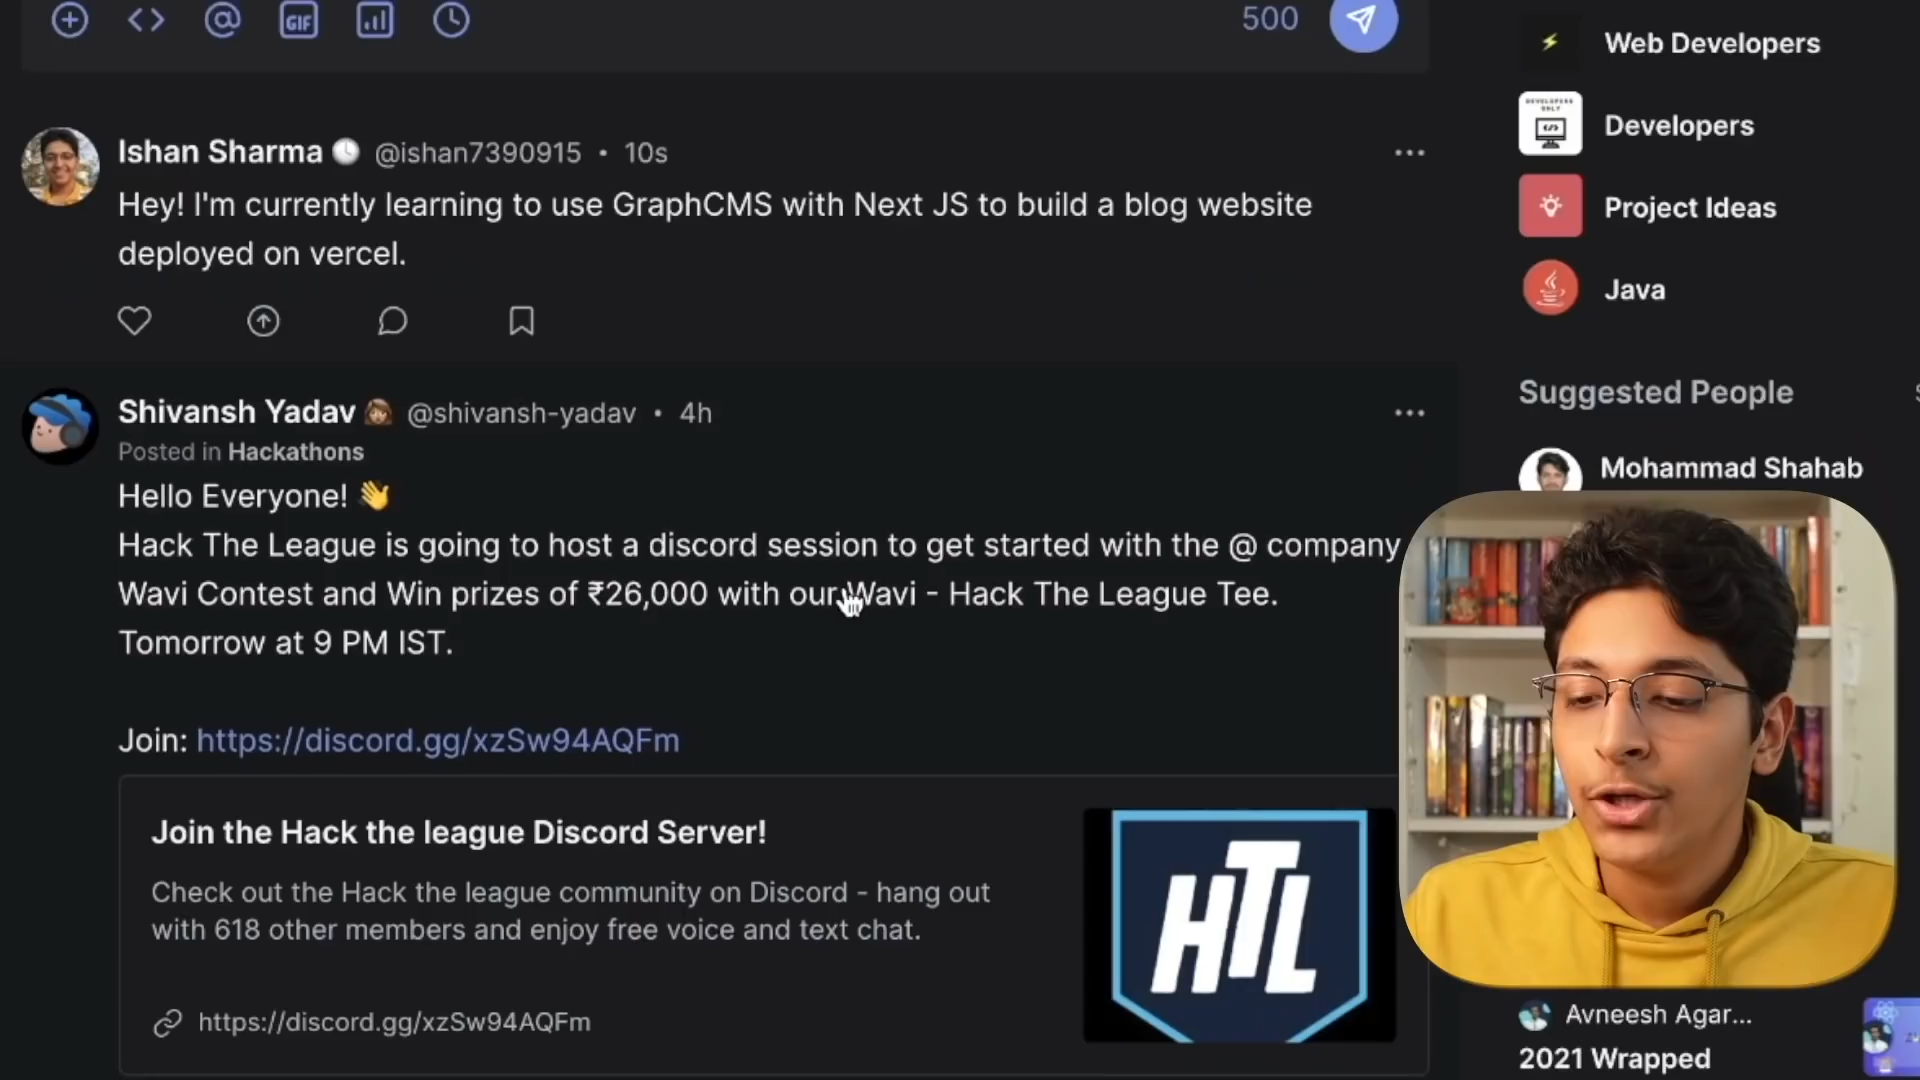 GIF
500
Ishan Sharma @ishan7390915 • 10s
Hey! I'm currently learning to use GraphCMS with Next JS to build a blog website
deployed on vercel.
Shivansh Yadav @shivansh-yadav • 4h
Posted in Hackathons
Hello Everyone! 👋
Hack The League is going to host a discord session to get started with the @ company
Wavi Contest and Win prizes of ₹26,000 with our Wavi - Hack The League Tee.
Tomorrow at 9 PM IST.
Join: https://discord.gg/xzSw94AQFm
Join the Hack the league Discord Server!
Check out the Hack the league community on Discord - hang out
with 618 other members and enjoy free voice and text chat.
https://discord.gg/xzSw94AQFm
HTL
Web Developers
DEVELOPERS
ONLY
Developers
Project Ideas
Java
Suggested People
Mohammad Shahab
Avneesh Agar...
2021 Wrapped